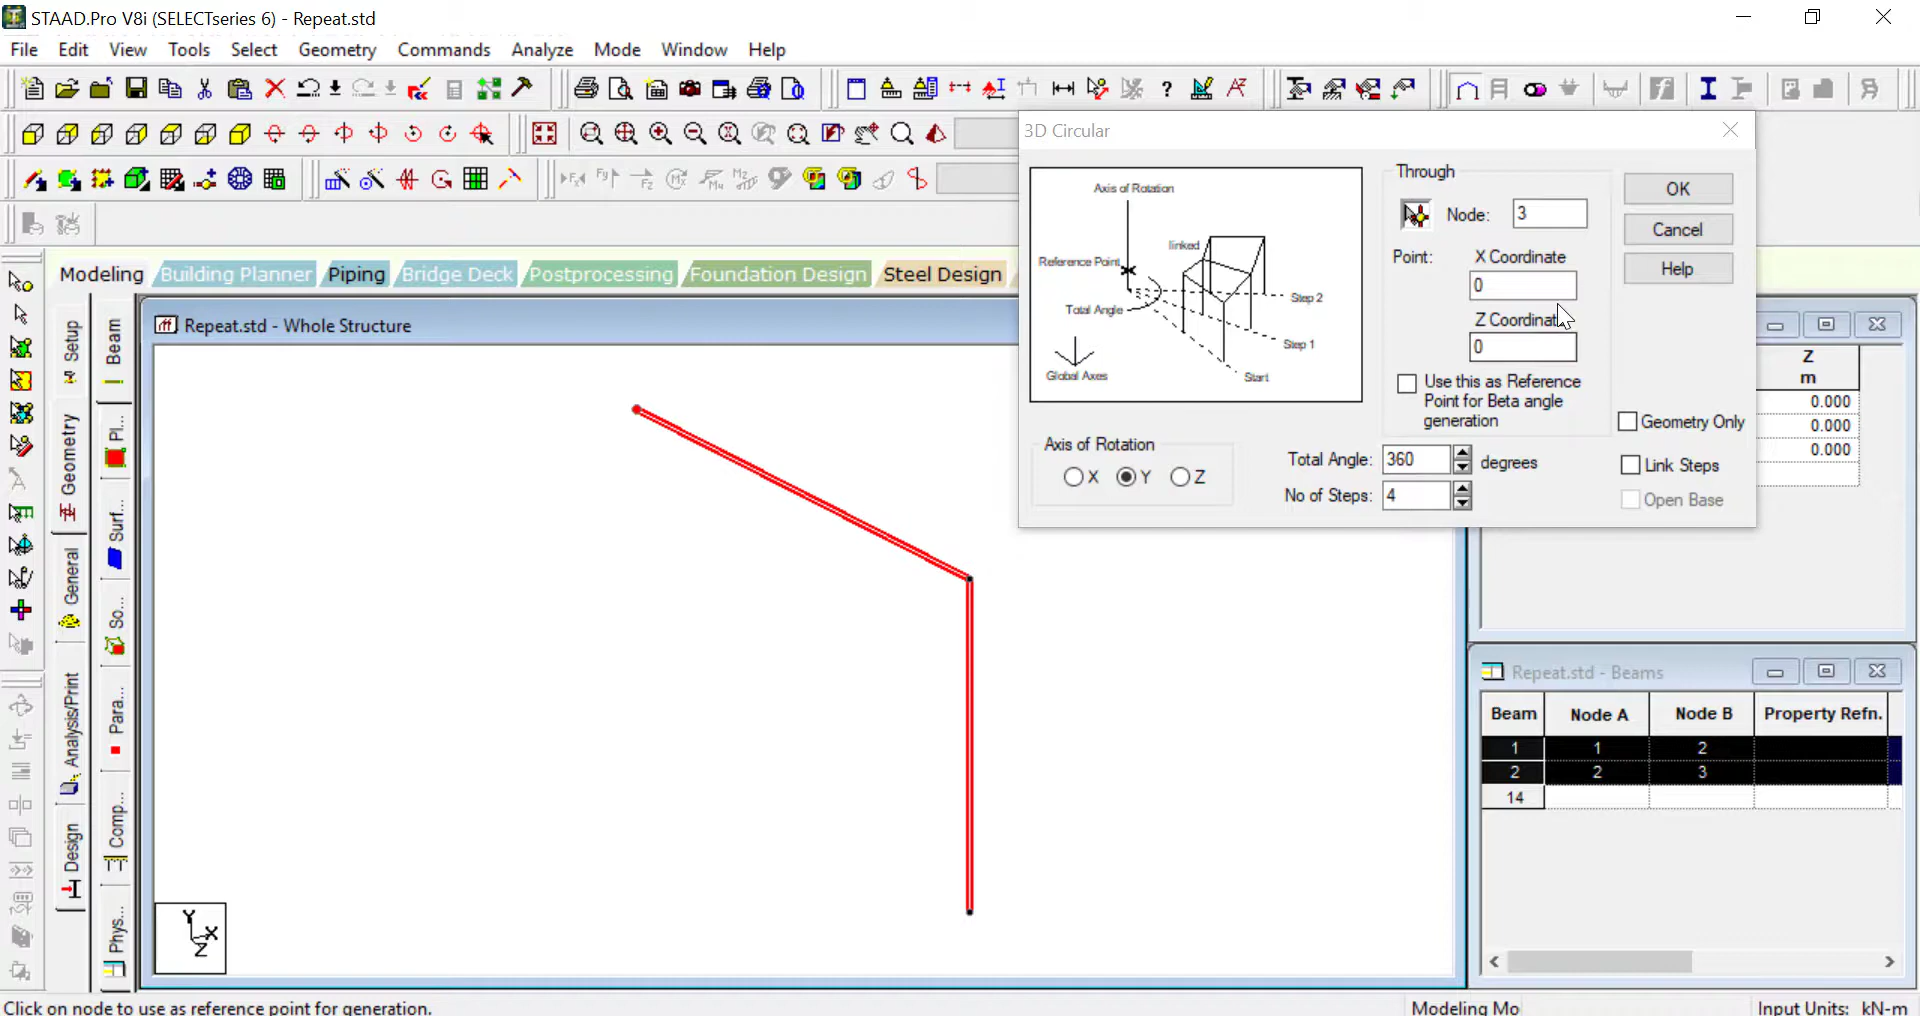 STAAD.Pro V8i (SELECTseries 6) - Repeat.std
File Edit View Tools Select Geometry Commands Analyze Mode Window Help
3D Circular
Axis of Rotation
linked
Reference Point
Step 2
Total Angle
Step 1
Global Axes
Start
Through
Node: 3
Point: X Coordinate
0
Z Coordinat
0
Use this as Reference
Point for Beta angle
generation
OK
Cancel
Help
Geometry Only
Link Steps
Open Base
Axis of Rotation
X Y Z
Total Angle: 360 degrees
No of Steps: 4
Modeling Building Planner Piping Bridge Deck Postprocessing Foundation Design Steel Design
Repeat.std - Whole Structure
Setup
Geometry
General
Analysis/Print
Design
Beam
Pl...
Surf...
So...
Para...
Comp...
Phys...
Y
X
Z
Z
m
0.000
0.000
0.000
Repeat.std - Beams
Beam Node A Node B Property Refn.
1 1 2
2 2 3
14
Click on node to use as reference point for generation.
Modeling Mo
Input Units: kN-m